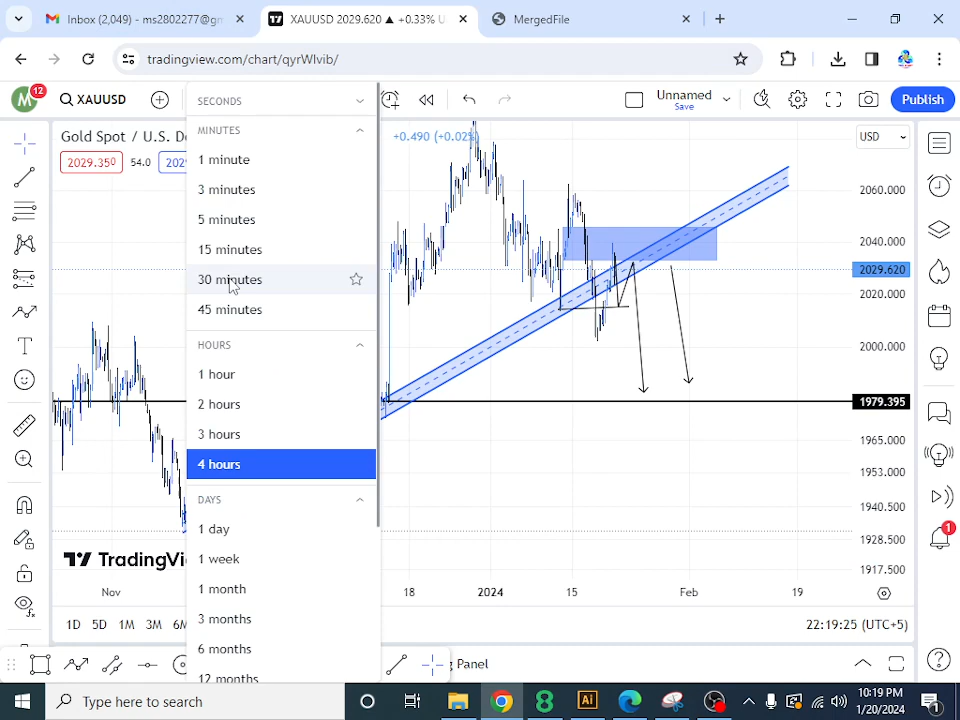 Inbox (2,049) - ms2802277@gm
XAUUSD 2029.620 ▲ +0.33% U
MergedFile
tradingview.com/chart/qyrWlvib/
M
12
XAUUSD
Unnamed
Save
Publish
Gold Spot / U.S. Do
+0.490 (+0.02%)
2029.350
54.0
202
USD
SECONDS
MINUTES
1 minute
3 minutes
5 minutes
15 minutes
30 minutes
45 minutes
HOURS
1 hour
2 hours
3 hours
4 hours
DAYS
1 day
1 week
1 month
3 months
6 months
12 months
2060.000
2040.000
2029.620
2020.000
2000.000
1979.395
1965.000
1953.000
1940.500
1928.500
1917.500
TradingVi
Nov
18
2024
15
Feb
19
1D
5D
1M
3M
6M
22:19:25 (UTC+5)
g Panel
1
Type here to search
Ai
10:19 PM
1/20/2024
1